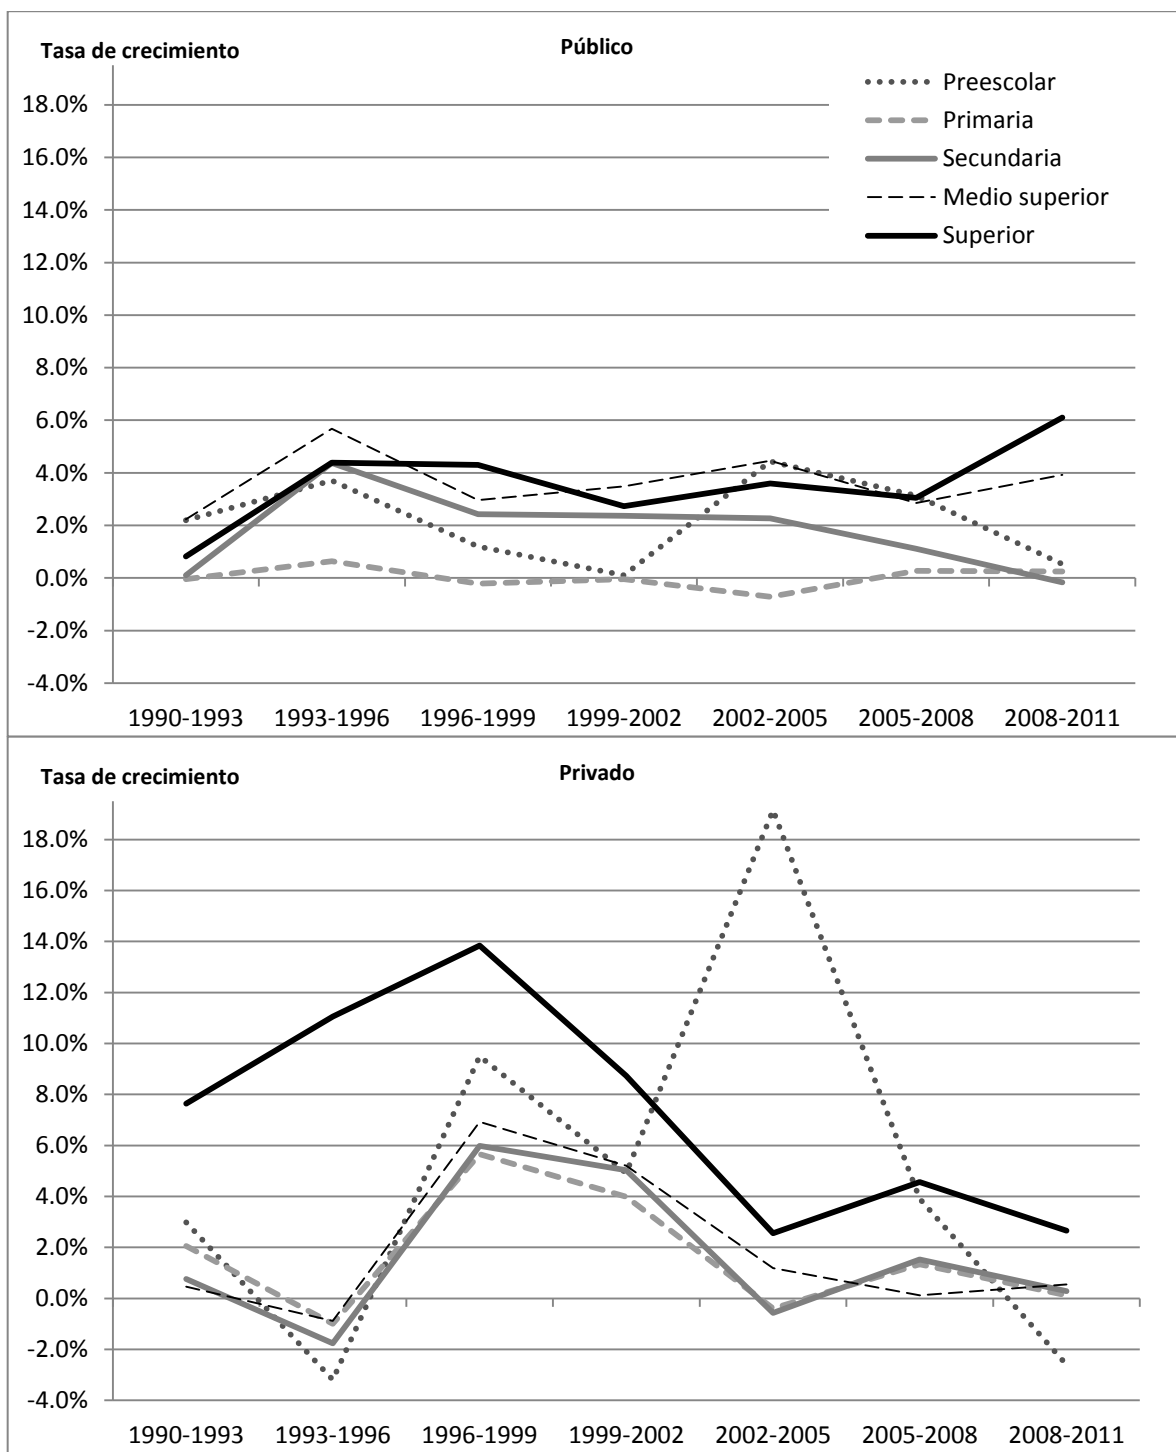 Tasa de crecimiento
Público
18.0%
16.0%
14.0%
12.0%
10.0%
8.0%
6.0%
4.0%
2.0%
0.0%
-2.0%
-4.0%
Preescolar
Primaria
Secundaria
Medio superior
Superior
1990-1993 1993-1996 1996-1999 1999-2002 2002-2005 2005-2008 2008-2011
Tasa de crecimiento
Privado
18.0%
16.0%
14.0%
12.0%
10.0%
8.0%
6.0%
4.0%
2.0%
0.0%
-2.0%
-4.0%
1990-1993 1993-1996 1996-1999 1999-2002 2002-2005 2005-2008 2008-2011